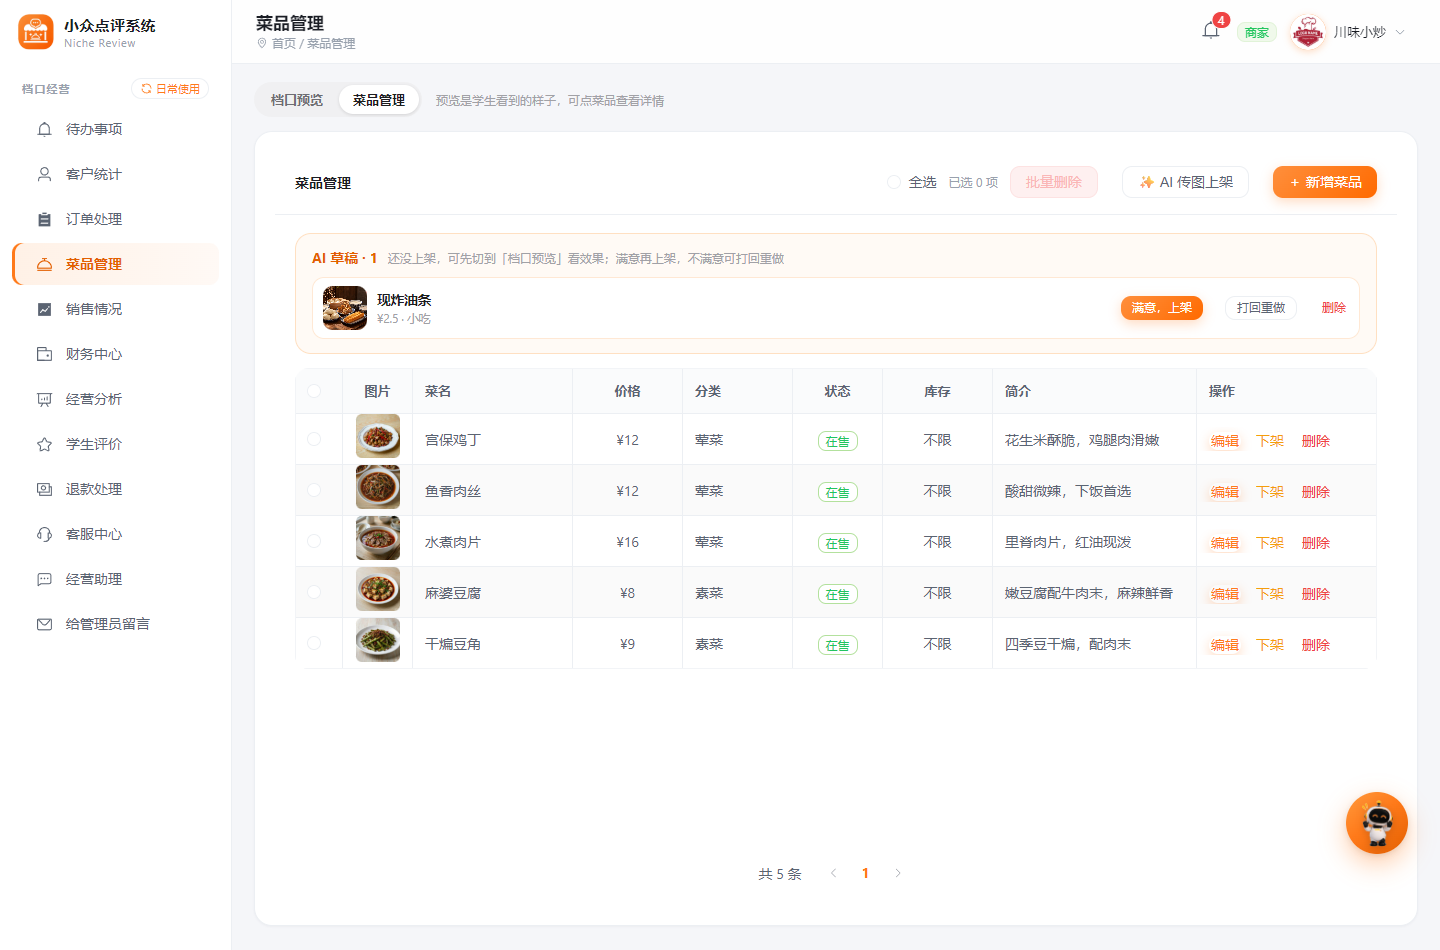 小众点评系统
Niche Review
档口经营
日常使用
待办事项
客户统计
订单处理
菜品管理
销售情况
财务中心
经营分析
学生评价
退款处理
客服中心
经营助理
给管理员留言
菜品管理
首页 / 菜品管理
4
商家
川味小炒
档口预览 菜品管理 预览是学生看到的样子，可点菜品查看详情
菜品管理 全选 已选 0 项 批量删除 AI 传图上架 + 新增菜品
AI 草稿 · 1 还没上架，可先切到「档口预览」看效果；满意再上架，不满意可打回重做
现炸油条
¥2.5 · 小吃
满意，上架 打回重做 删除
图片 菜名 价格 分类 状态 库存 简介 操作
宫保鸡丁 ¥12 荤菜 在售 不限 花生米酥脆，鸡腿肉滑嫩 编辑 下架 删除
鱼香肉丝 ¥12 荤菜 在售 不限 酸甜微辣，下饭首选 编辑 下架 删除
水煮肉片 ¥16 荤菜 在售 不限 里脊肉片，红油现泼 编辑 下架 删除
麻婆豆腐 ¥8 素菜 在售 不限 嫩豆腐配牛肉末，麻辣鲜香 编辑 下架 删除
干煸豆角 ¥9 素菜 在售 不限 四季豆干煸，配肉末 编辑 下架 删除
共 5 条 1